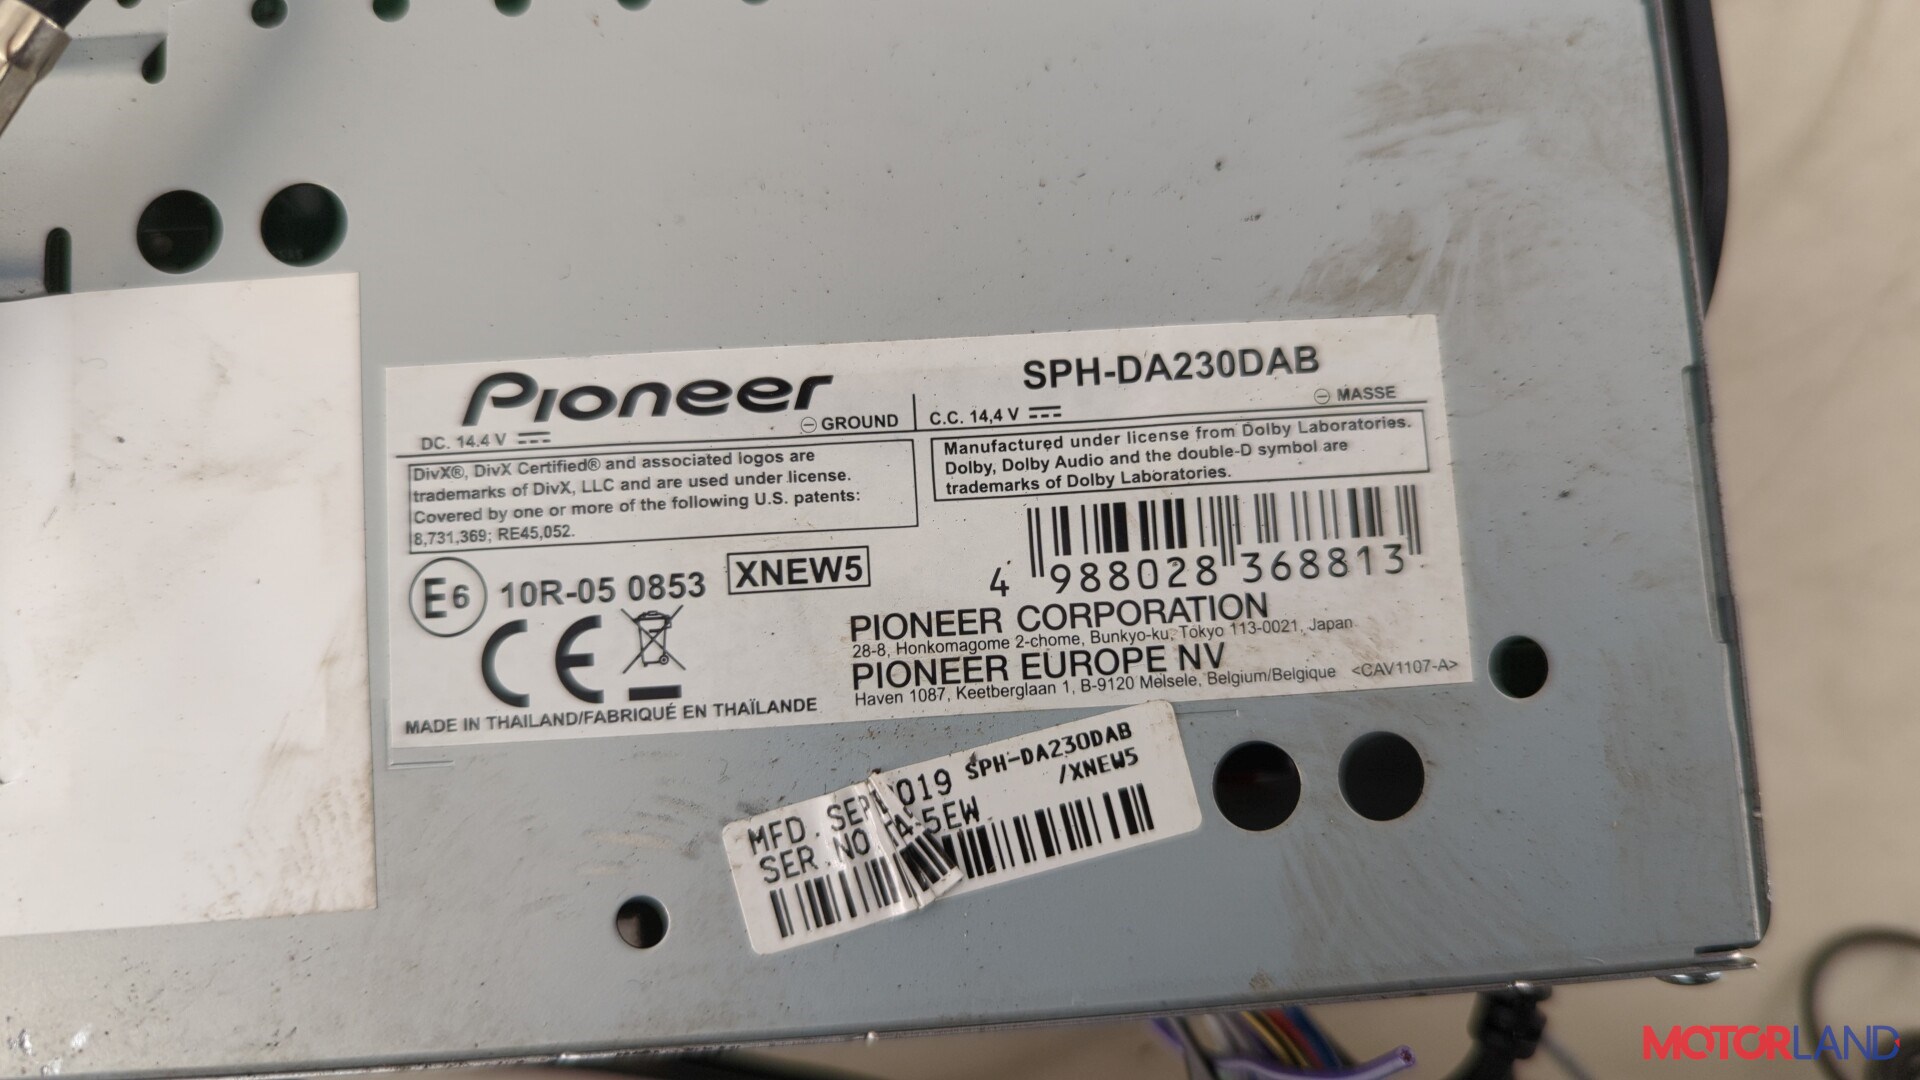 Pioneer
SPH-DA230DAB
DC. 14.4 V
⊖ GROUND
C.C. 14,4 V
⊖ MASSE
DivX®, DivX Certified® and associated logos are
trademarks of DivX, LLC and are used under license.
Covered by one or more of the following U.S. patents:
8,731,369; RE45,052.
Manufactured under license from Dolby Laboratories.
Dolby, Dolby Audio and the double-D symbol are
trademarks of Dolby Laboratories.
E6 10R-05 0853
XNEW5
4 988028 368813
CE
PIONEER CORPORATION
28-8, Honkomagome 2-chome, Bunkyo-ku, Tokyo 113-0021, Japan
PIONEER EUROPE NV
Haven 1087, Keetberglaan 1, B-9120 Melsele, Belgium/Belgique <CAV1107-A>
MADE IN THAILAND/FABRIQUÉ EN THAÏLANDE
MFD. SEP 019 SPH-DA230DAB
/XNEW5
SER.NO 5EW
MOTORLAND